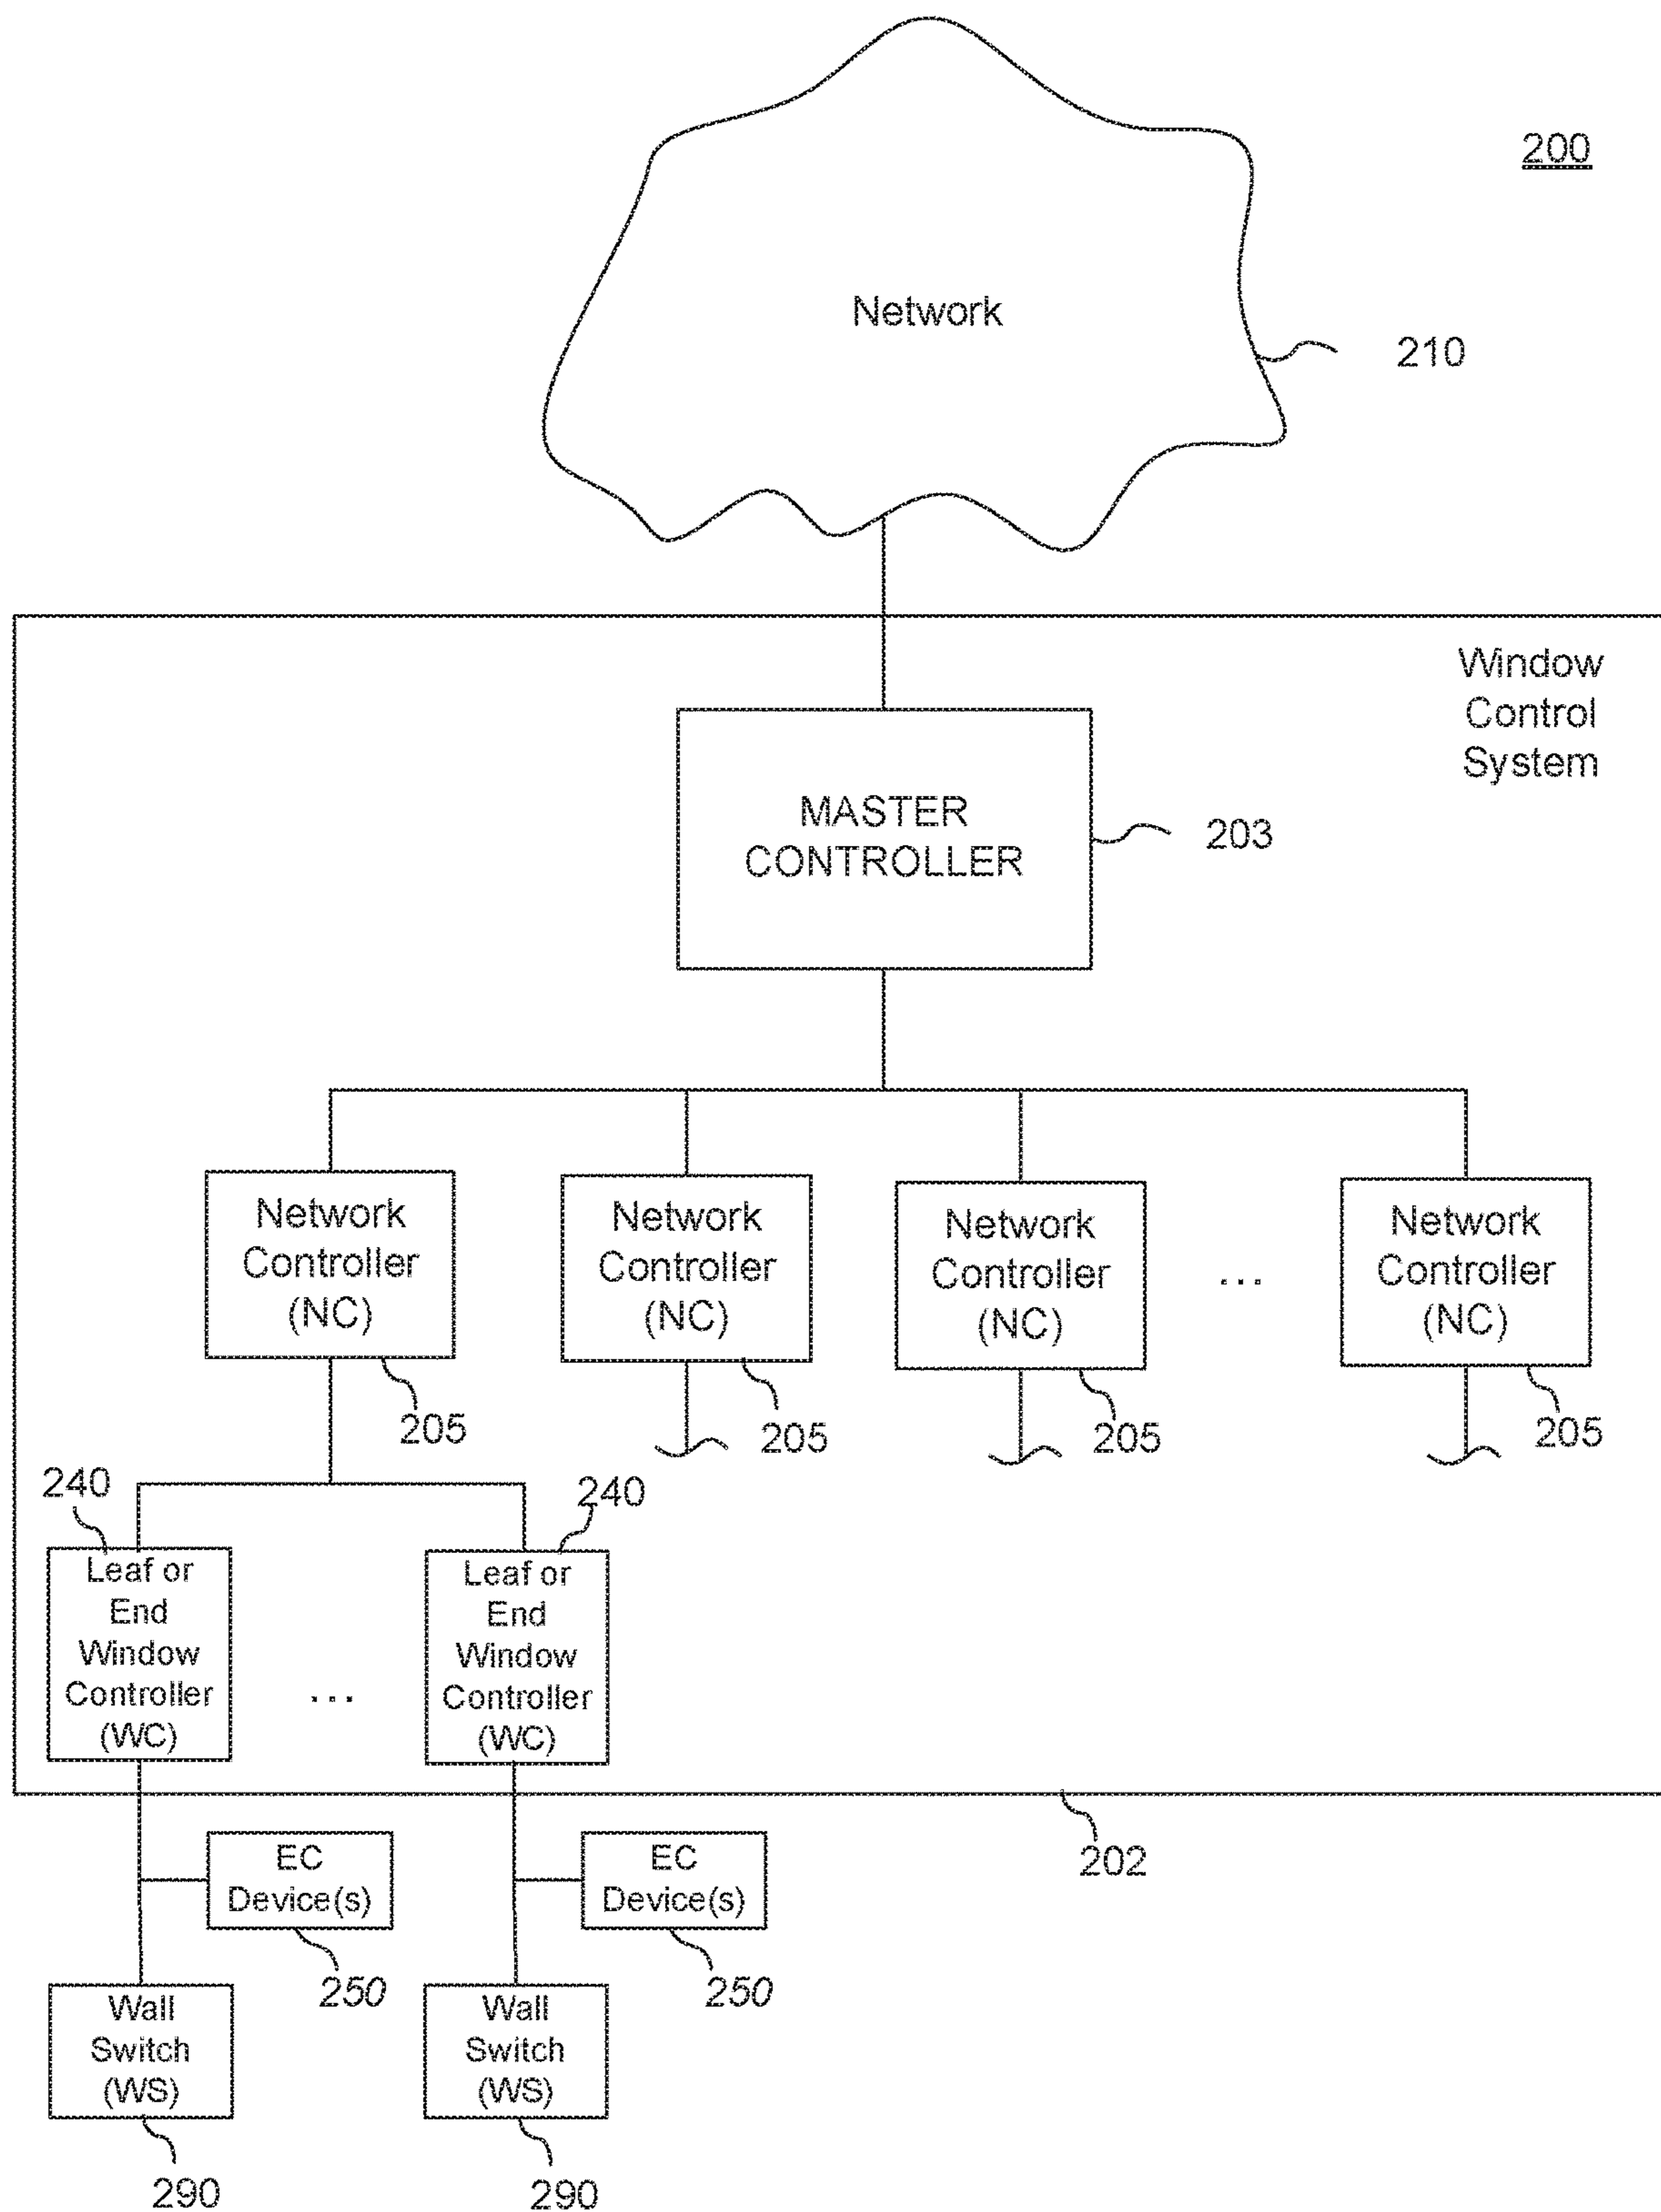 200
Network
210
Window
Control
System
MASTER
CONTROLLER
203
Network
Controller
(NC)
205
Network
Controller
(NC)
205
Network
Controller
(NC)
205
...
Network
Controller
(NC)
205
240
Leaf or
End
Window
Controller
(WC)
...
240
Leaf or
End
Window
Controller
(WC)
202
EC
Device(s)
250
EC
Device(s)
250
Wall
Switch
(WS)
290
Wall
Switch
(WS)
290